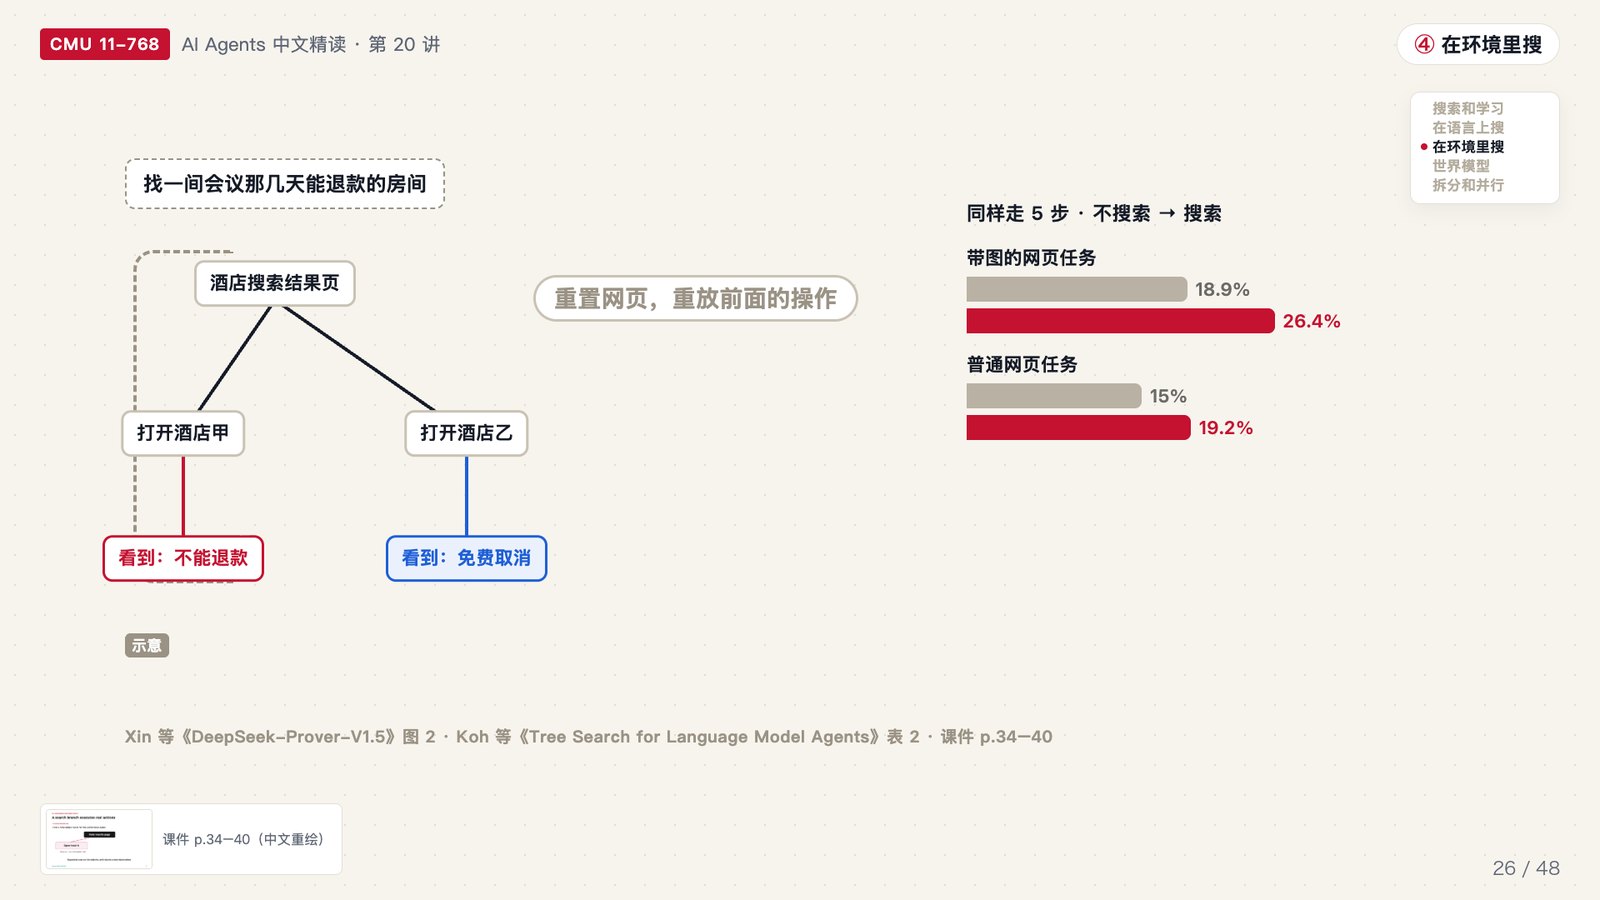 CMU 11-768 AI Agents 中文精读 · 第 20 讲
④ 在环境里搜
搜索和学习
在语言上搜
在环境里搜
世界模型
拆分和并行
找一间会议那几天能退款的房间
酒店搜索结果页
重置网页，重放前面的操作
打开酒店甲
打开酒店乙
看到：不能退款
看到：免费取消
示意
同样走 5 步 · 不搜索 → 搜索
带图的网页任务
18.9%
26.4%
普通网页任务
15%
19.2%
Xin 等《DeepSeek-Prover-V1.5》图 2 · Koh 等《Tree Search for Language Model Agents》表 2 · 课件 p.34–40
课件 p.34–40（中文重绘）
26 / 48